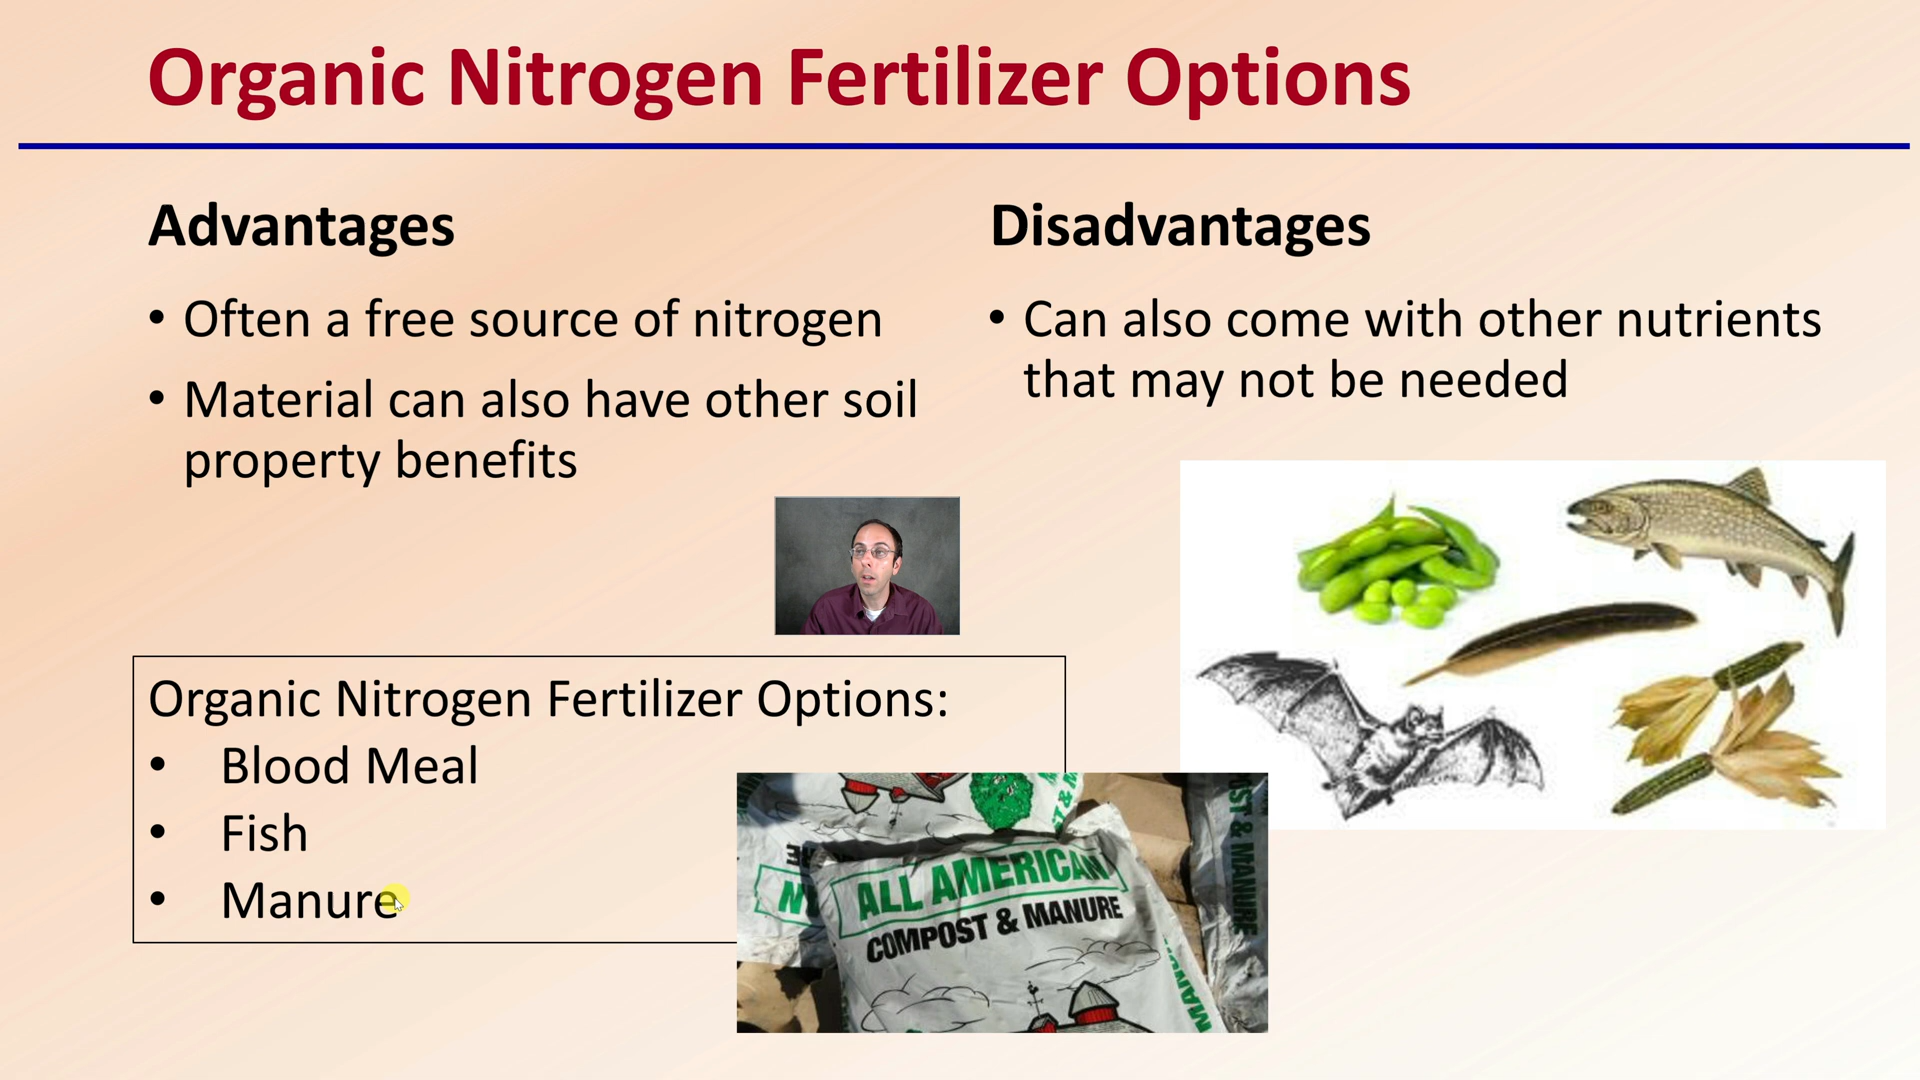 Organic Nitrogen Fertilizer Options
Advantages
• Often a free source of nitrogen
• Material can also have other soil
property benefits
Disadvantages
• Can also come with other nutrients
that may not be needed
Organic Nitrogen Fertilizer Options:
• Blood Meal
• Fish
• Manure
ALL AMERICAN
COMPOST & MANURE
& MANURE